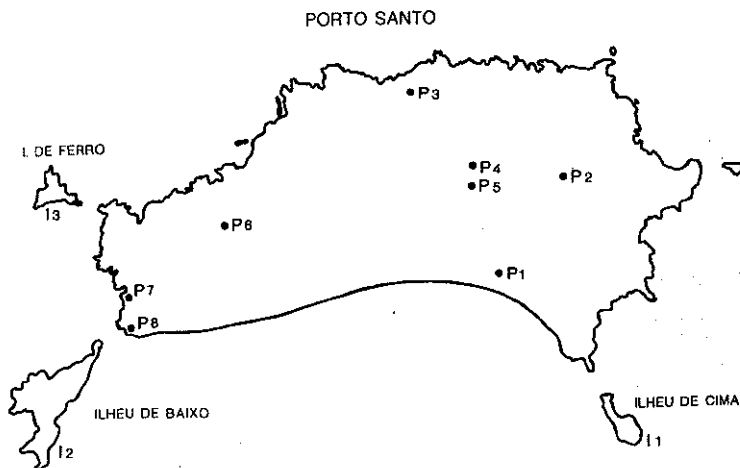 PORTO SANTO
P3
I. DE FERRO
I3
P4
P5
P2
P6
P7
P8
P1
ILHEU DE BAIXO
I2
ILHEU DE CIMA
I1